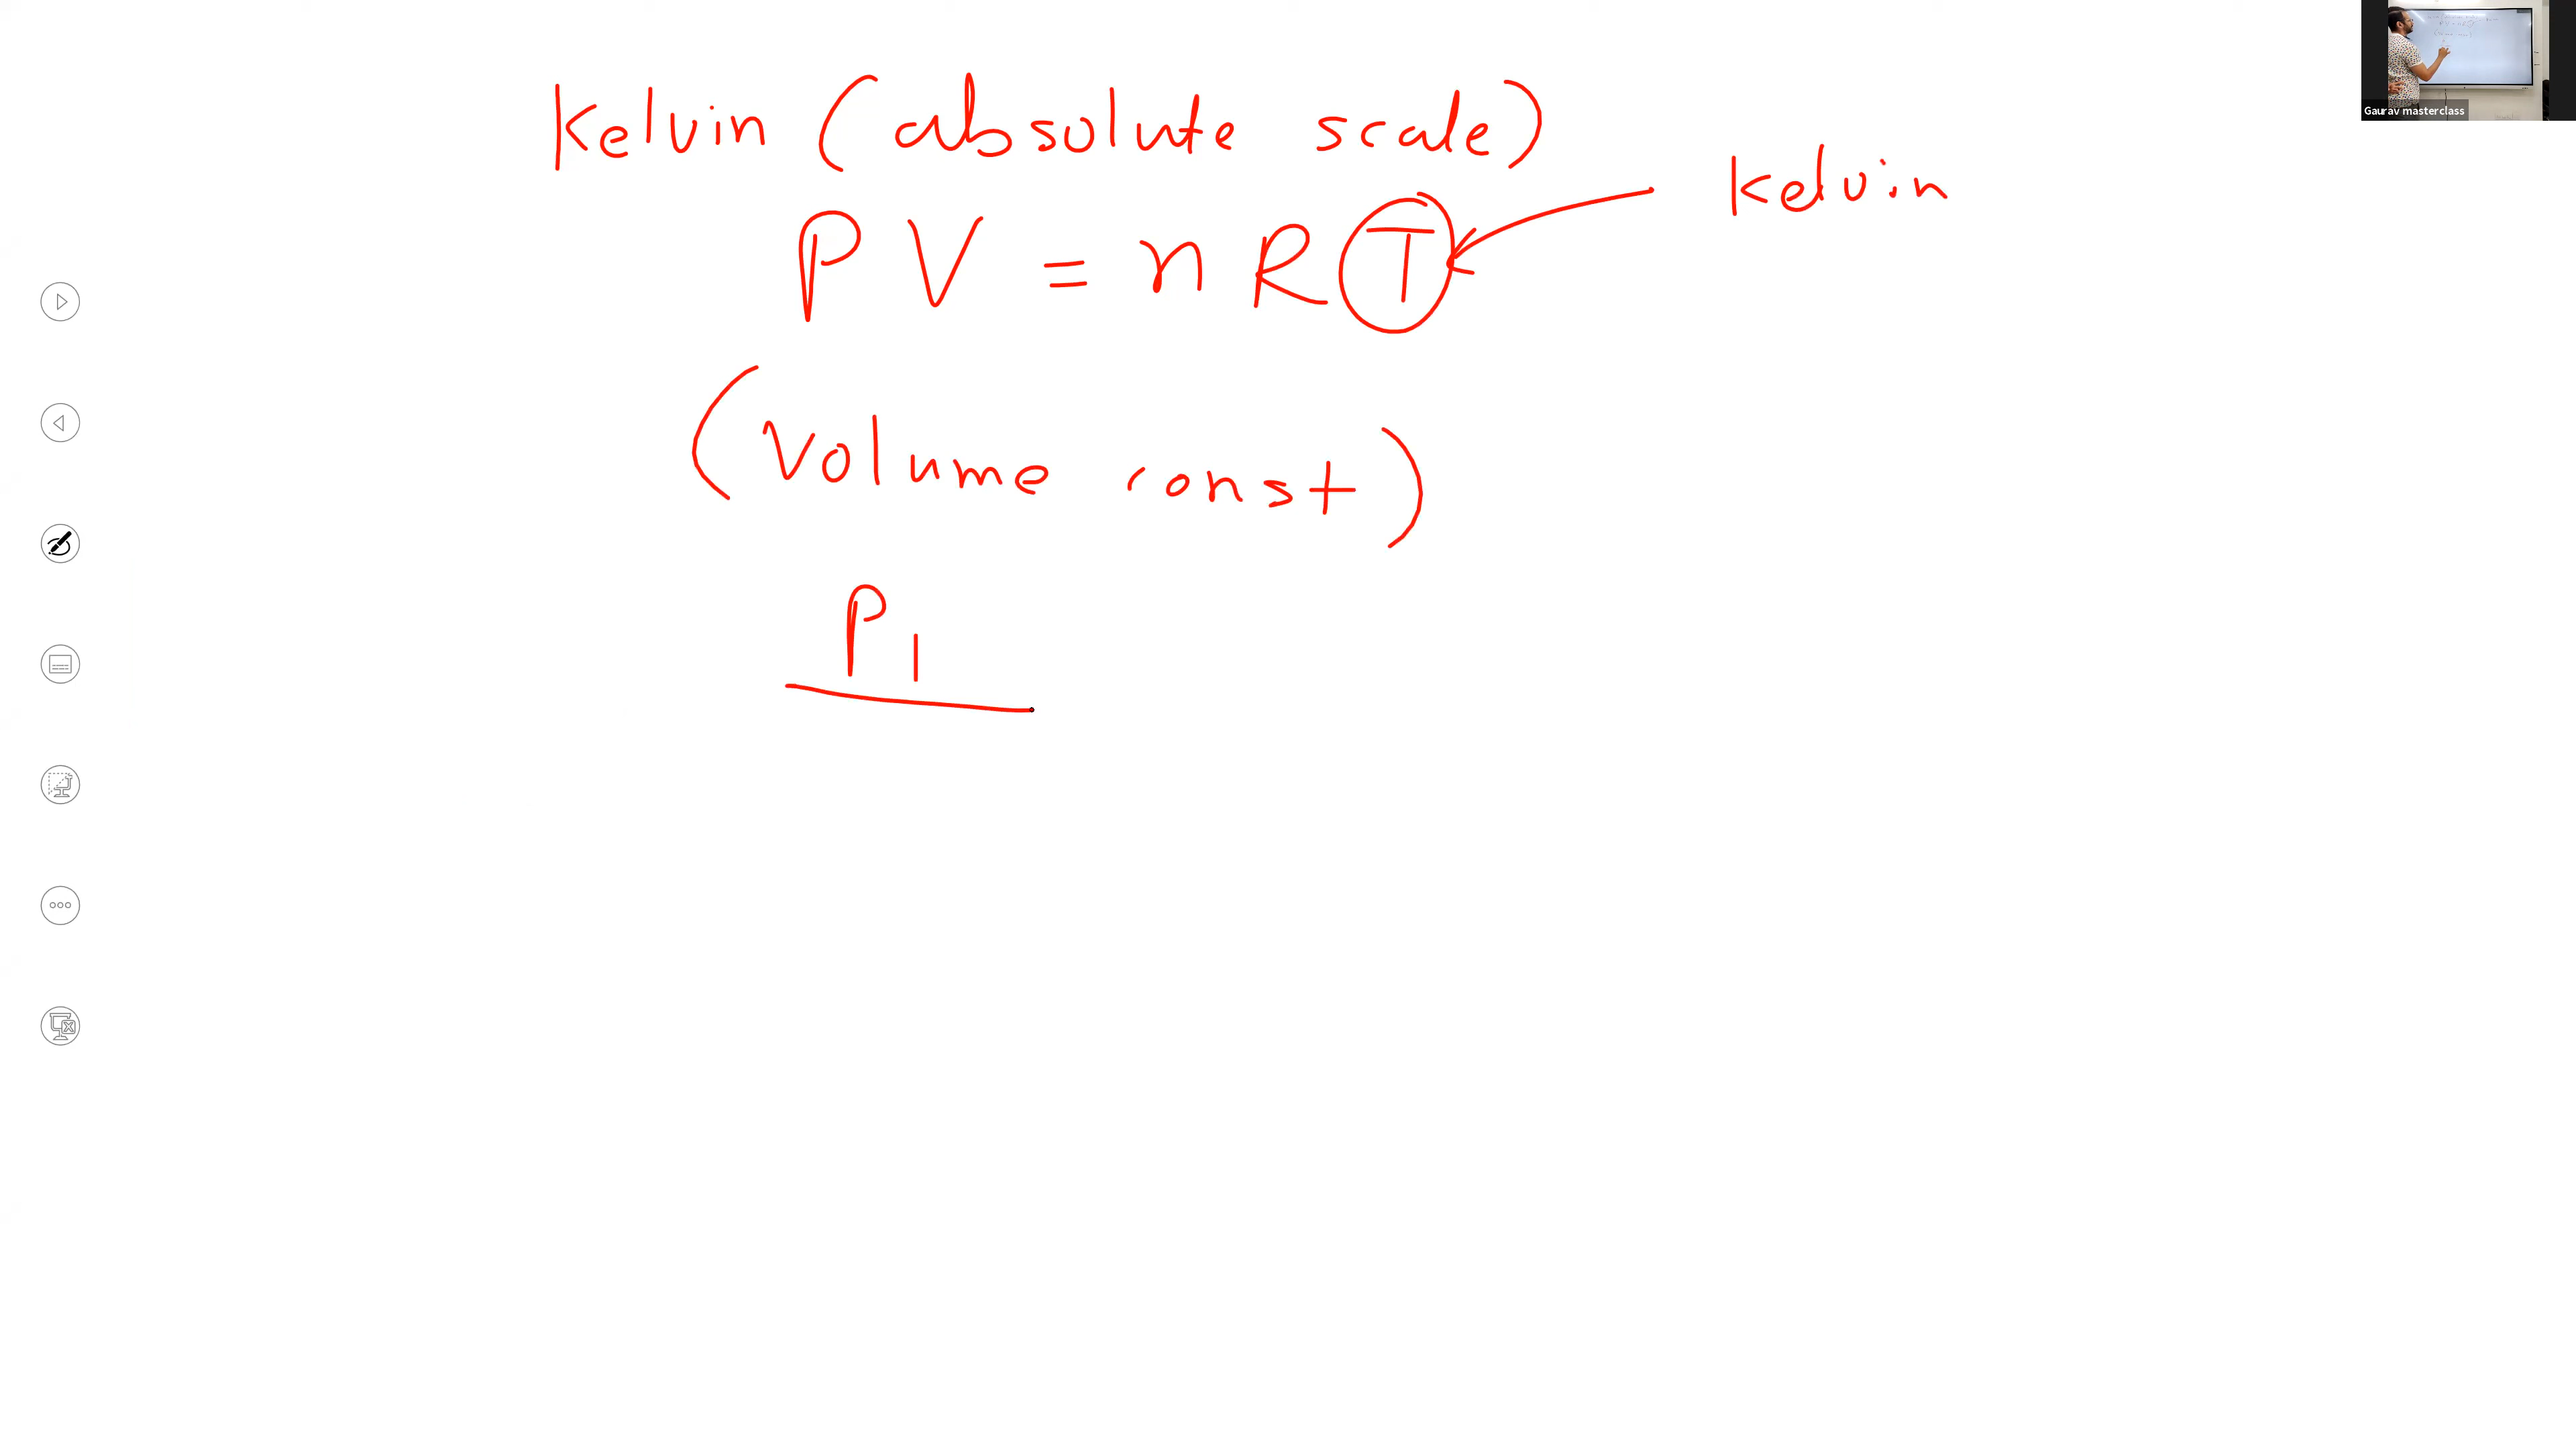 Kelvin (absolute scale)
Kelvin
PV = nRT
(Volume const)
P1
Gaurav masterclass